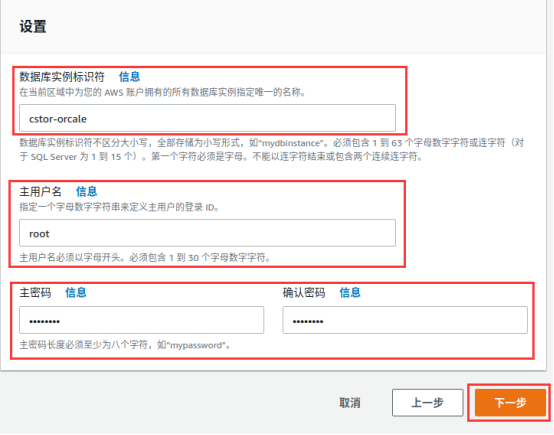 设置
数据库实例标识符 信息
在当前区域中为您的 AWS 账户拥有的所有数据库实例指定唯一的名称。
cstor-orcale
数据库实例标识符不区分大小写，全部存储为小写形式，如"mydbinstance"。必须包含 1 到 63 个字母数字字符或连字符（对
于 SQL Server 为 1 到 15 个）。第一个字符必须是字母。不能以连字符结束或包含两个连续连字符。
主用户名 信息
指定一个字母数字字符串来定义主用户的登录 ID。
root
主用户名必须以字母开头。必须包含 1 到 30 个字母数字字符。
主密码 信息 确认密码 信息
•••••••• ••••••••
主密码长度必须至少为八个字符，如"mypassword"。
取消 上一步 下一步